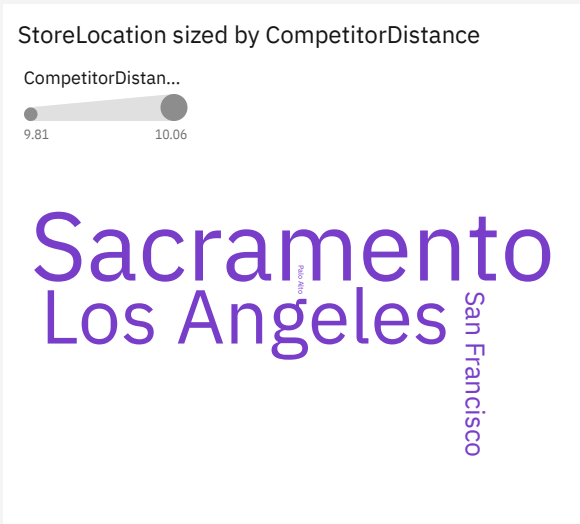 StoreLocation sized by CompetitorDistance
CompetitorDistan...
9.81 10.06
Sacramento
Palo Alto
Los Angeles
San Francisco